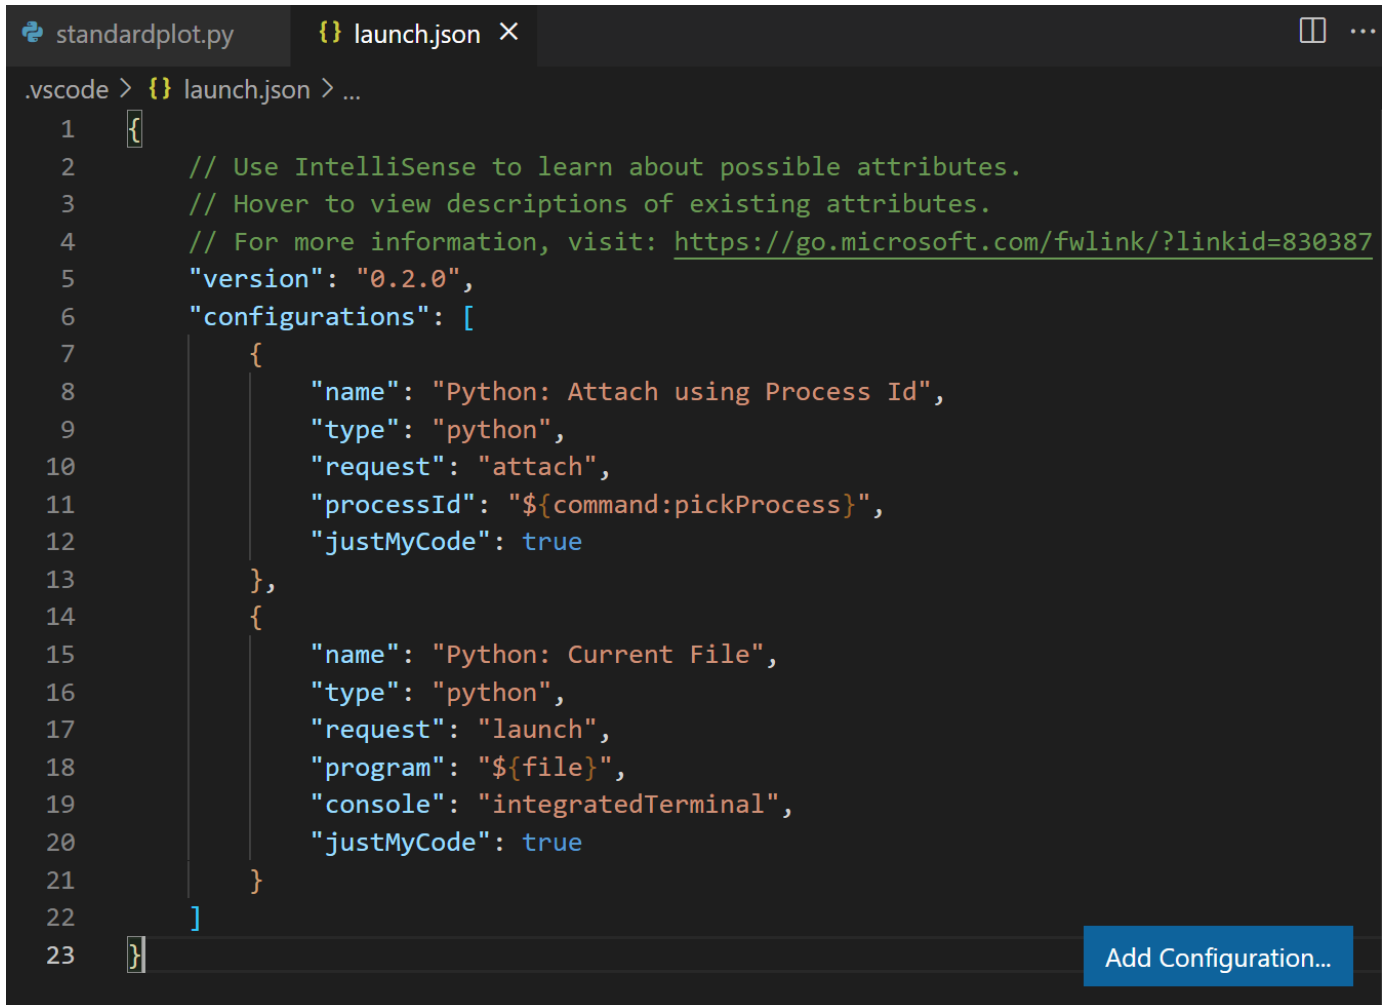 standardplot.py {} launch.json ×
.vscode > {} launch.json > ...
1 {
2 // Use IntelliSense to learn about possible attributes.
3 // Hover to view descriptions of existing attributes.
4 // For more information, visit: https://go.microsoft.com/fwlink/?linkid=830387
5 "version": "0.2.0",
6 "configurations": [
7 {
8 "name": "Python: Attach using Process Id",
9 "type": "python",
10 "request": "attach",
11 "processId": "${command:pickProcess}",
12 "justMyCode": true
13 },
14 {
15 "name": "Python: Current File",
16 "type": "python",
17 "request": "launch",
18 "program": "${file}",
19 "console": "integratedTerminal",
20 "justMyCode": true
21 }
22 ]
23 }
Add Configuration...